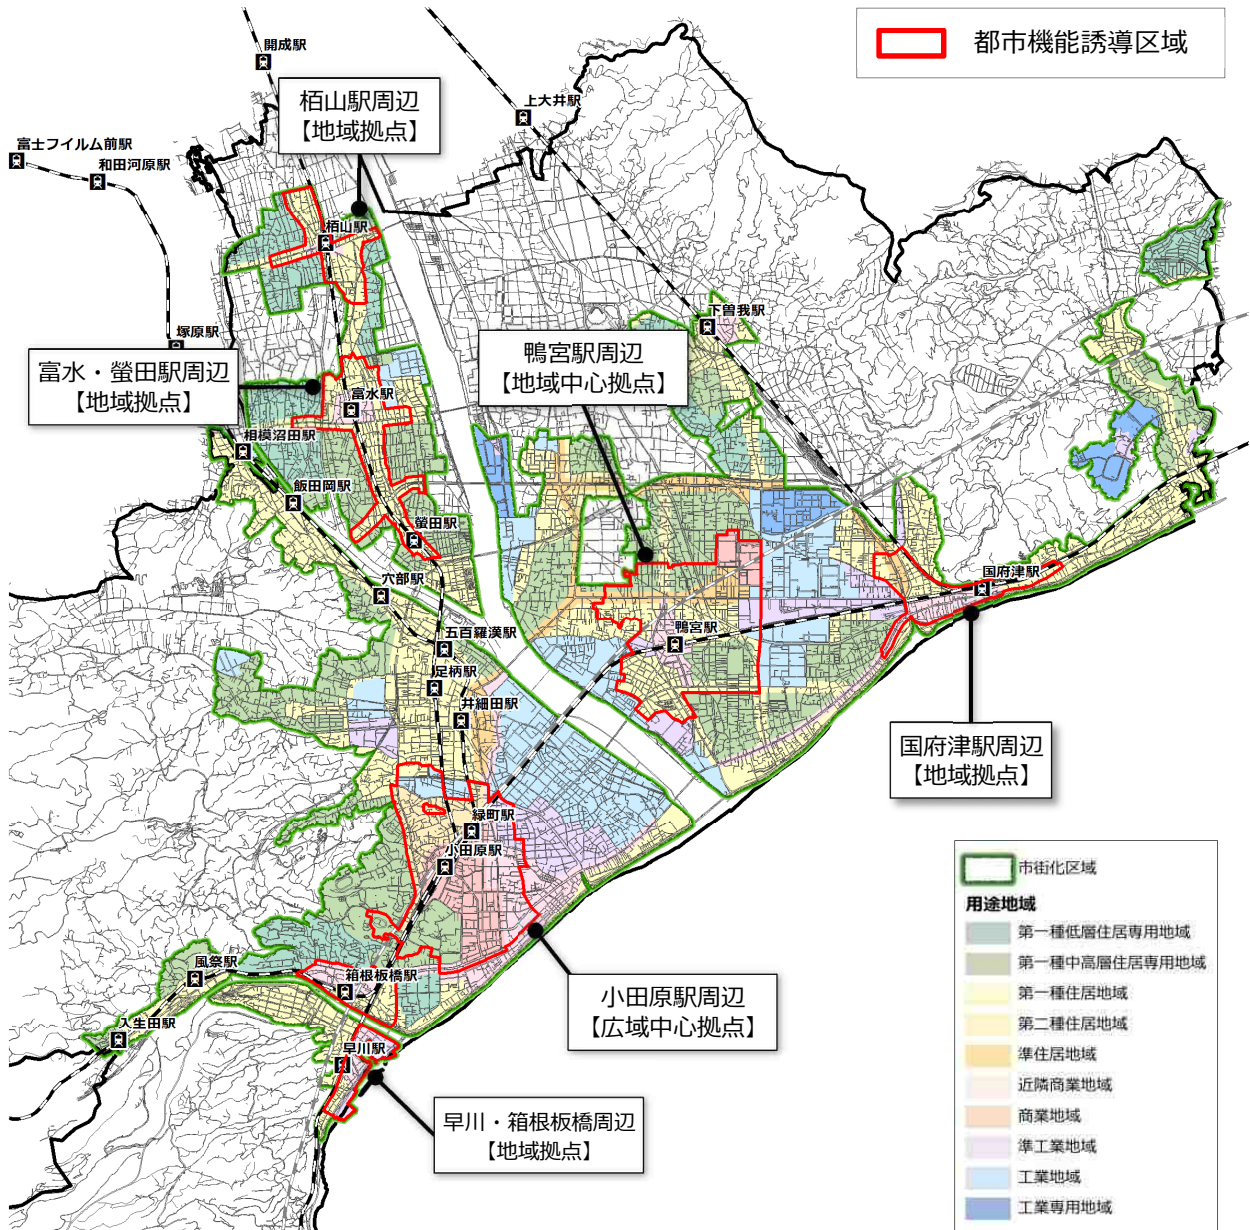 都市機能誘導区域
開成駅
栢山駅周辺
【地域拠点】
上大井駅
富士フイルム前駅
和田河原駅
栢山駅
塚原駅
下曽我駅
鴨宮駅周辺
【地域中心拠点】
富水・螢田駅周辺
【地域拠点】
富水駅
相模沼田駅
飯田岡駅
螢田駅
国府津駅
穴部駅
五百羅漢駅
鴨宮駅
足柄駅
井細田駅
国府津駅周辺
【地域拠点】
緑町駅
小田原駅
市街化区域
用途地域
第一種低層住居専用地域
第一種中高層住居専用地域
第一種住居地域
第二種住居地域
準住居地域
近隣商業地域
商業地域
準工業地域
工業地域
工業専用地域
風祭駅
箱根板橋駅
小田原駅周辺
【広域中心拠点】
入生田駅
早川駅
早川・箱根板橋周辺
【地域拠点】